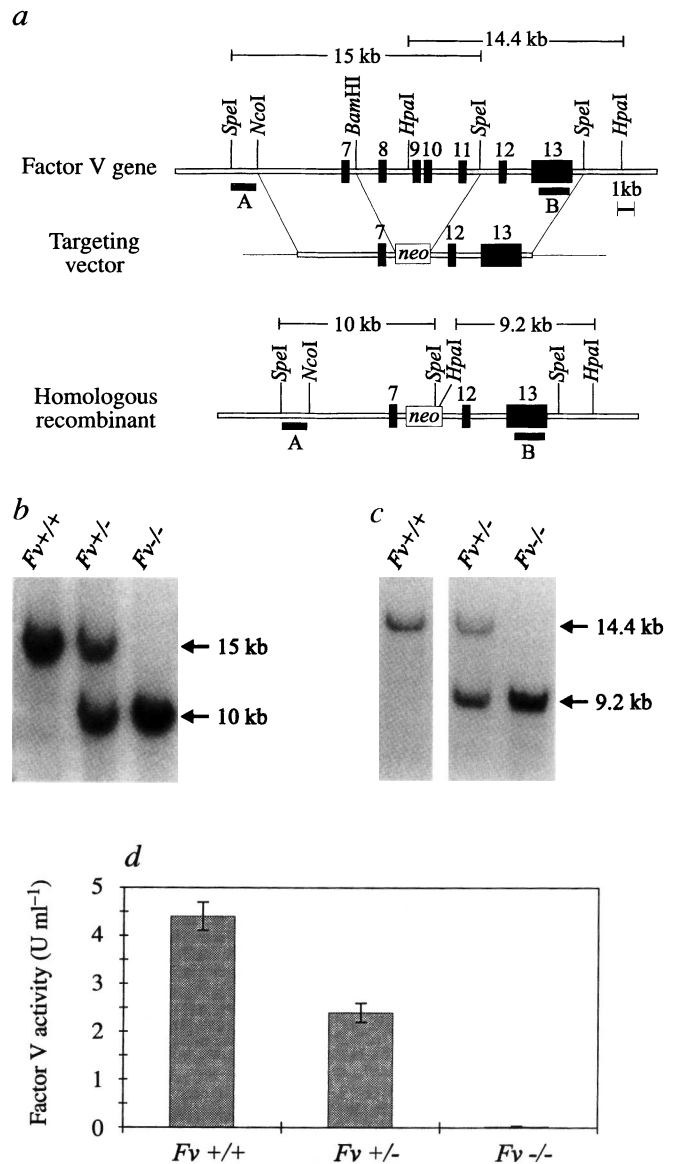 a
14.4 kb
15 kb
SpeI NcoI BamHI HpaI SpeI SpeI HpaI
7 8 9 10 11 12 13
Factor V gene
A B 1kb
Targeting vector
7 neo 12 13
10 kb 9.2 kb
SpeI NcoI SpeI HpaI SpeI HpaI
Homologous recombinant
7 neo 12 13
A B
b
Fv+/+ Fv+/- Fv-/-
15 kb
10 kb
c
Fv+/+ Fv+/- Fv-/-
14.4 kb
9.2 kb
d
Factor V activity (U ml⁻¹)
5
4
3
2
1
0
Fv +/+ Fv +/- Fv -/-